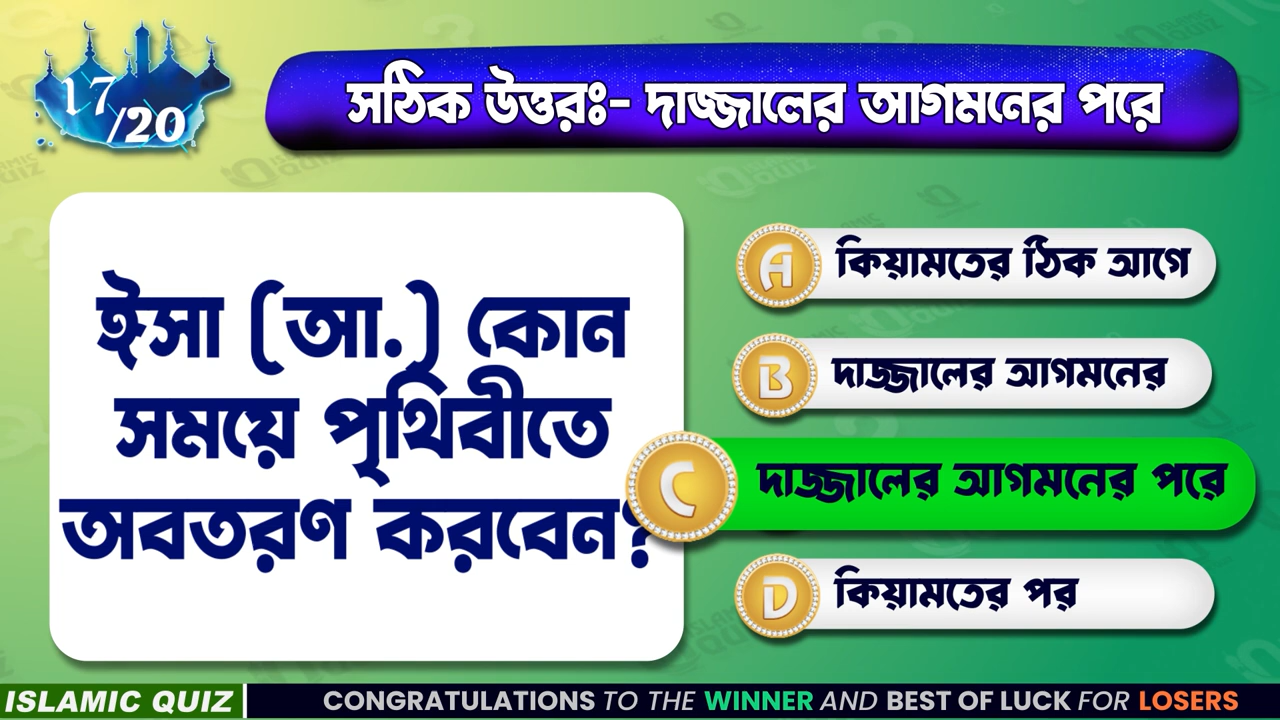 17/20
সঠিক উত্তরঃ- দাজ্জালের আগমনের পরে
ঈসা (আ.) কোন
সময়ে পৃথিবীতে
অবতরণ করবেন?
A কিয়ামতের ঠিক আগে
B দাজ্জালের আগমনের
C দাজ্জালের আগমনের পরে
D কিয়ামতের পর
ISLAMIC QUIZ
CONGRATULATIONS TO THE WINNER AND BEST OF LUCK FOR LOSERS